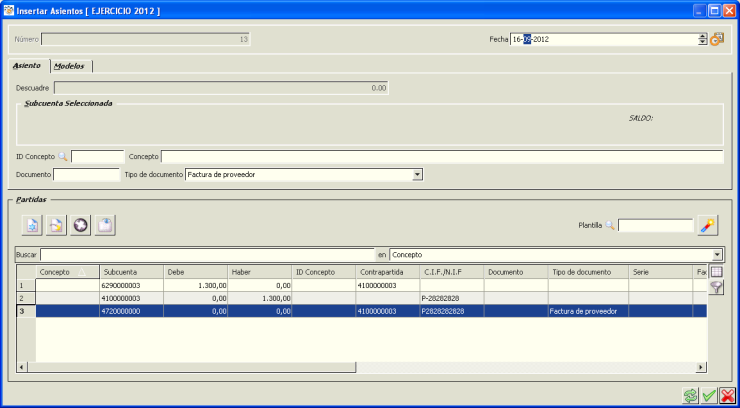 Insertar Asientos [ EJERCICIO 2012 ]
Número 13 Fecha 16-09-2012
Asiento Modelos
Descuadre 0.00
Subcuenta Seleccionada
SALDO:
ID Concepto Concepto
Documento Tipo de documento Factura de proveedor
Partidas
Plantilla
Buscar en Concepto
Concepto Subcuenta Debe Haber ID Concepto Contrapartida C.I.F./N.I.F Documento Tipo de documento Serie Fa
1 6290000003 1.300,00 0,00 4100000003
2 4100000003 0,00 1.300,00 P-28282828
3 4720000000 0,00 0,00 4100000003 P2828282828 Factura de proveedor